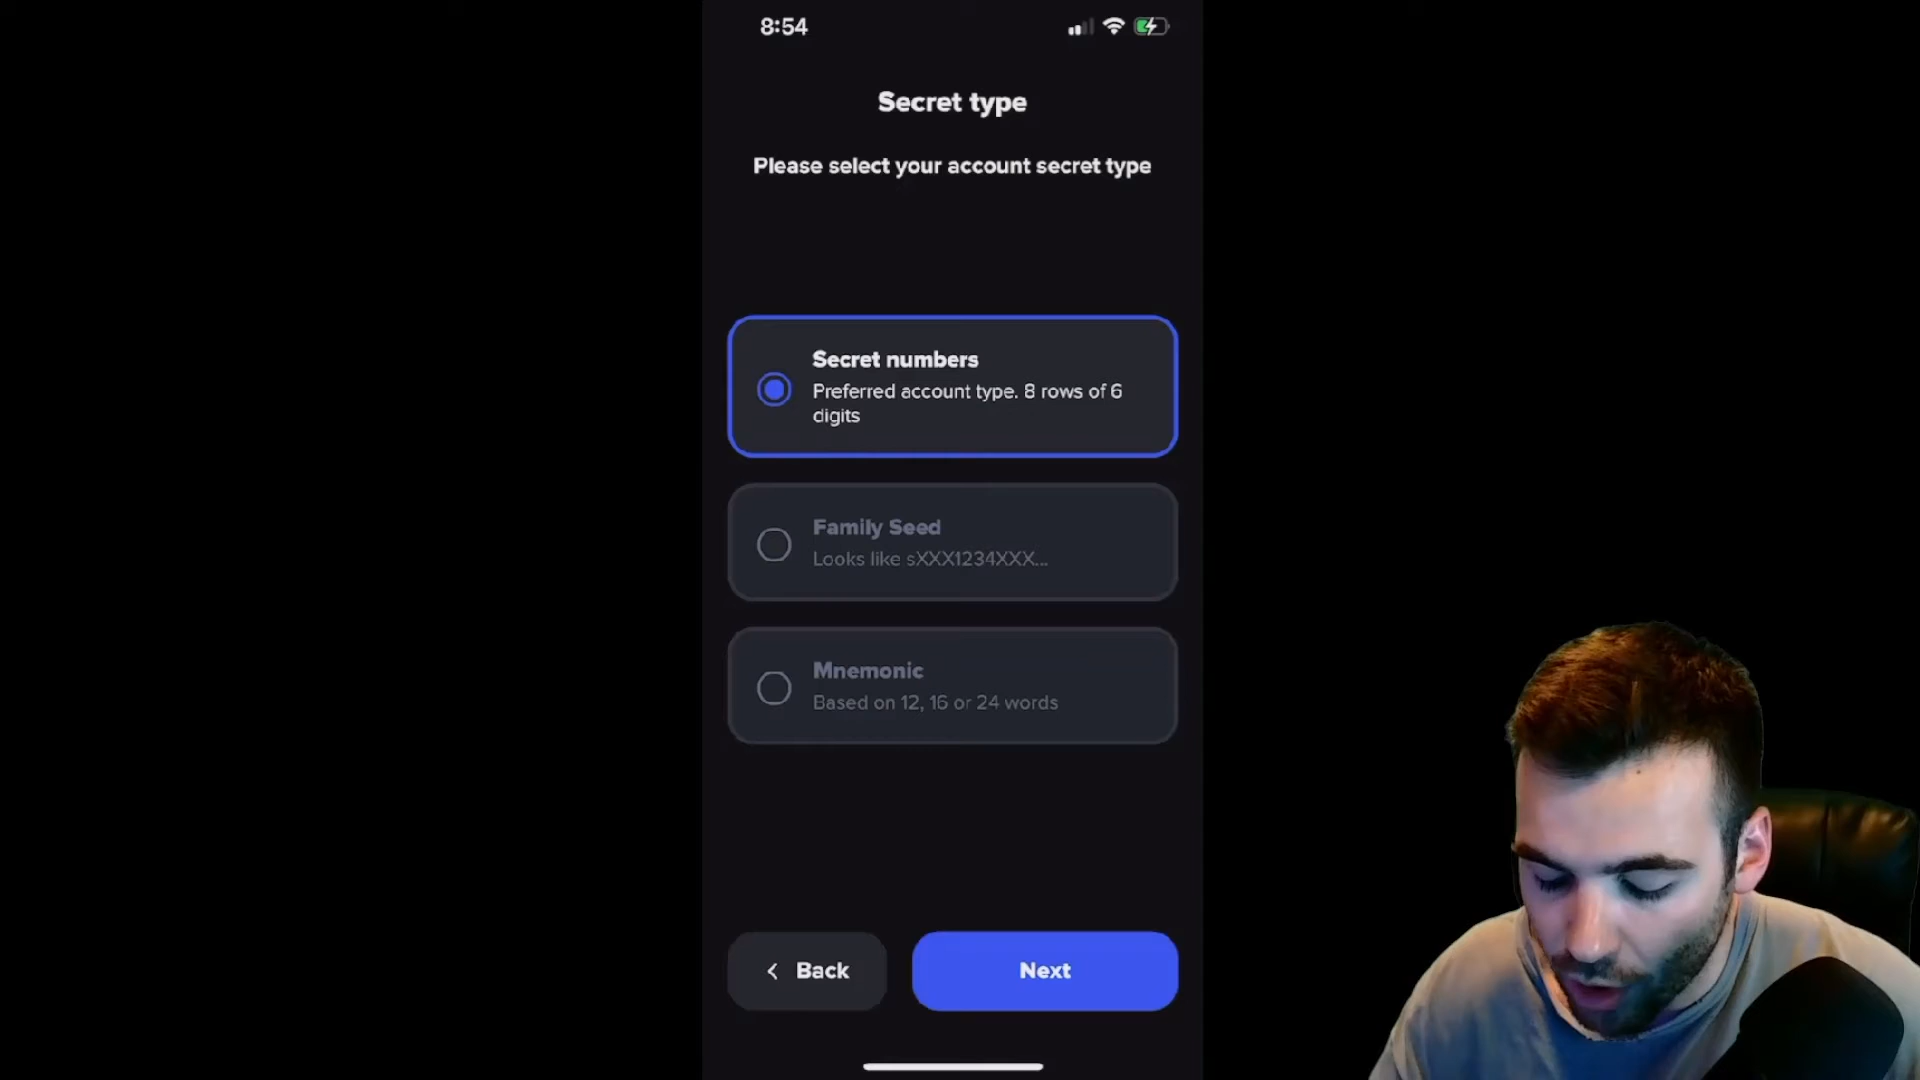 8:54
Secret type
Please select your account secret type
Secret numbers
Preferred account type. 8 rows of 6
digits
Family Seed
Looks like sXXX1234XXX...
Mnemonic
Based on 12, 16 or 24 words
Back
Next